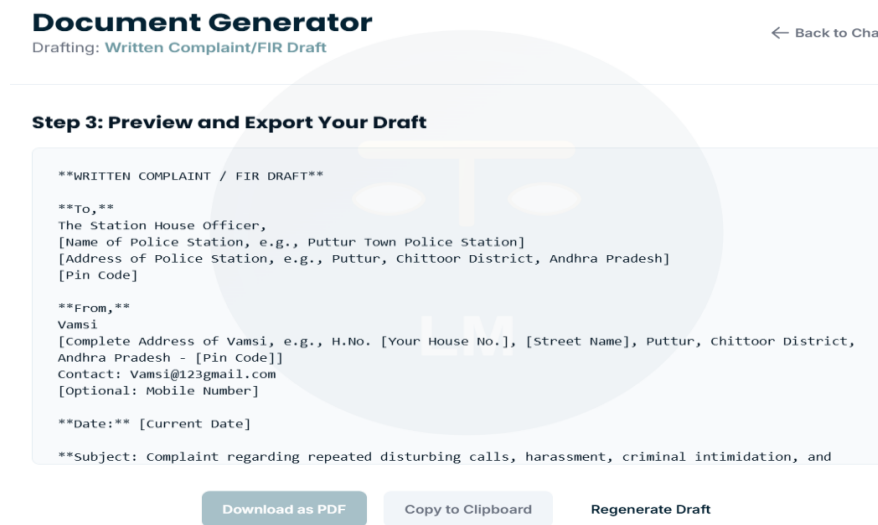 Document Generator
Drafting: Written Complaint/FIR Draft
← Back to Cha
Step 3: Preview and Export Your Draft
**WRITTEN COMPLAINT / FIR DRAFT**
**To,**
The Station House Officer,
[Name of Police Station, e.g., Puttur Town Police Station]
[Address of Police Station, e.g., Puttur, Chittoor District, Andhra Pradesh]
[Pin Code]
**From,**
Vamsi
[Complete Address of Vamsi, e.g., H.No. [Your House No.], [Street Name], Puttur, Chittoor District,
Andhra Pradesh - [Pin Code]]
Contact: Vamsi@123gmail.com
[Optional: Mobile Number]
**Date:** [Current Date]
**Subject: Complaint regarding repeated disturbing calls, harassment, criminal intimidation, and
LM
Download as PDF
Copy to Clipboard
Regenerate Draft